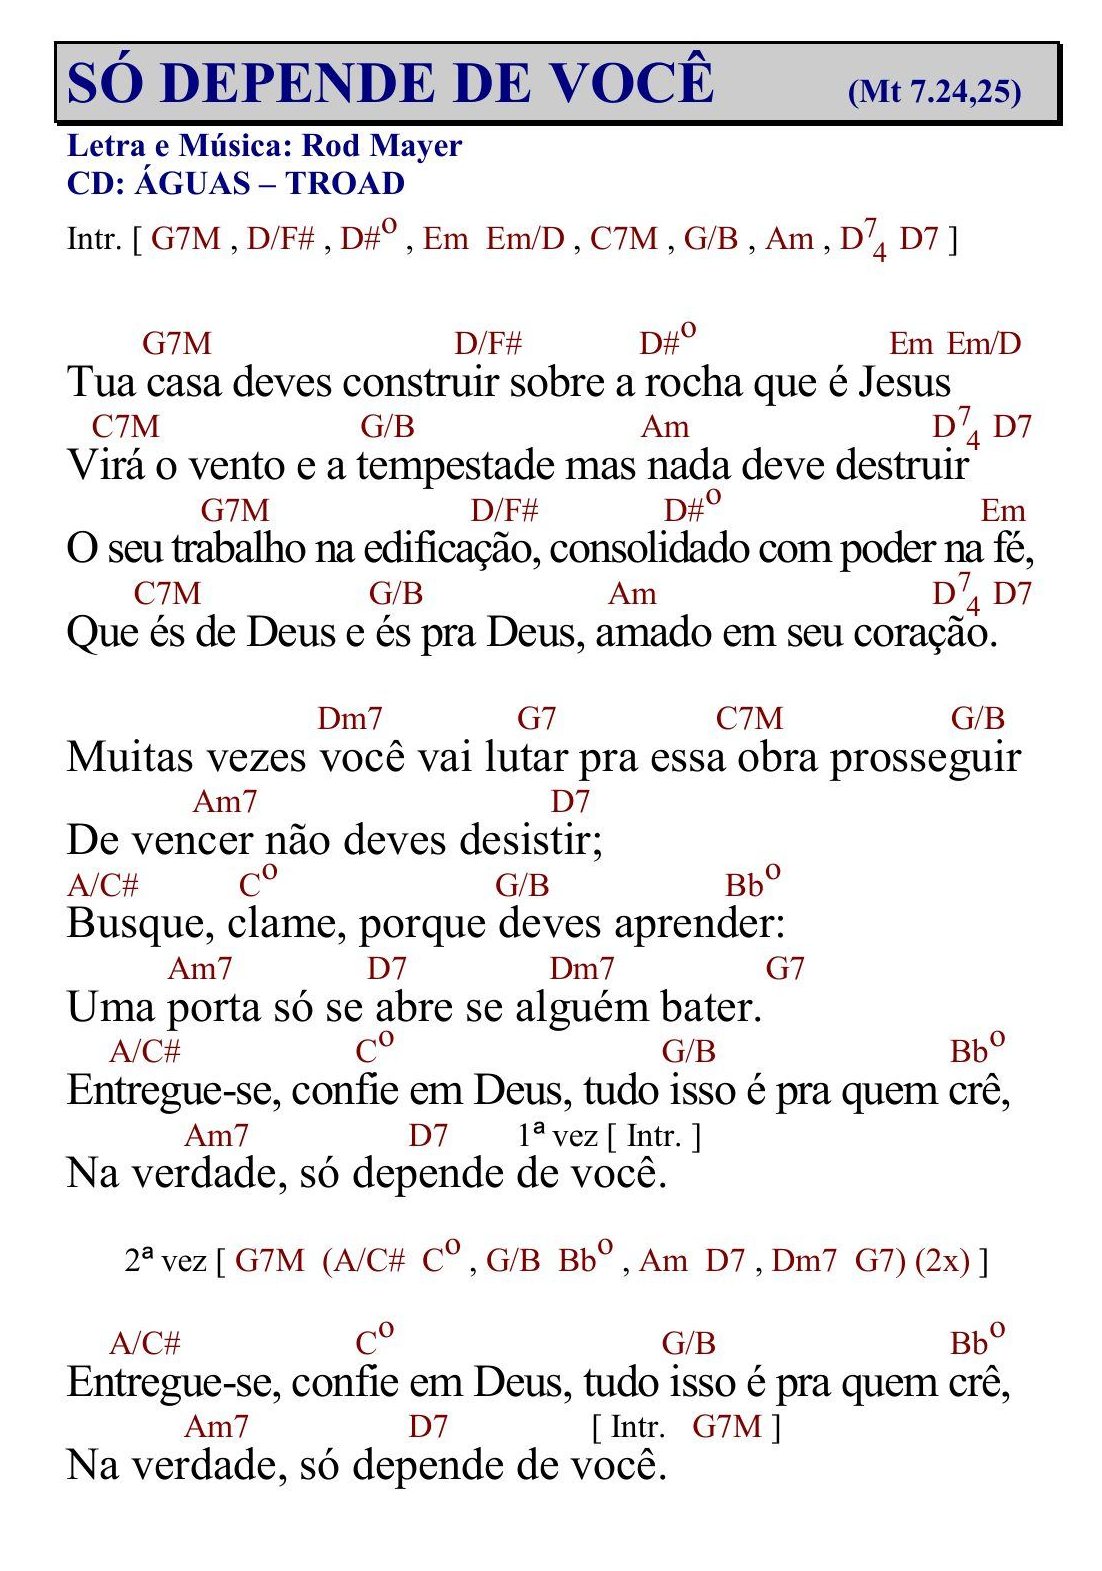 SÓ DEPENDE DE VOCÊ (Mt 7.24,25)
Letra e Música: Rod Mayer
CD: ÁGUAS – TROAD
Intr. [ G7M , D/F# , D#º , Em Em/D , C7M , G/B , Am , D7/4 D7 ]
G7M D/F# D#º Em Em/D
Tua casa deves construir sobre a rocha que é Jesus
C7M G/B Am D7/4 D7
Virá o vento e a tempestade mas nada deve destruir
G7M D/F# D#º Em
O seu trabalho na edificação, consolidado com poder na fé,
C7M G/B Am D7/4 D7
Que és de Deus e és pra Deus, amado em seu coração.
Dm7 G7 C7M G/B
Muitas vezes você vai lutar pra essa obra prosseguir
Am7 D7
De vencer não deves desistir;
A/C# Cº G/B Bbº
Busque, clame, porque deves aprender:
Am7 D7 Dm7 G7
Uma porta só se abre se alguém bater.
A/C# Cº G/B Bbº
Entregue-se, confie em Deus, tudo isso é pra quem crê,
Am7 D7 1ª vez [ Intr. ]
Na verdade, só depende de você.
2ª vez [ G7M (A/C# Cº , G/B Bbº , Am D7 , Dm7 G7) (2x) ]
A/C# Cº G/B Bbº
Entregue-se, confie em Deus, tudo isso é pra quem crê,
Am7 D7 [ Intr. G7M ]
Na verdade, só depende de você.